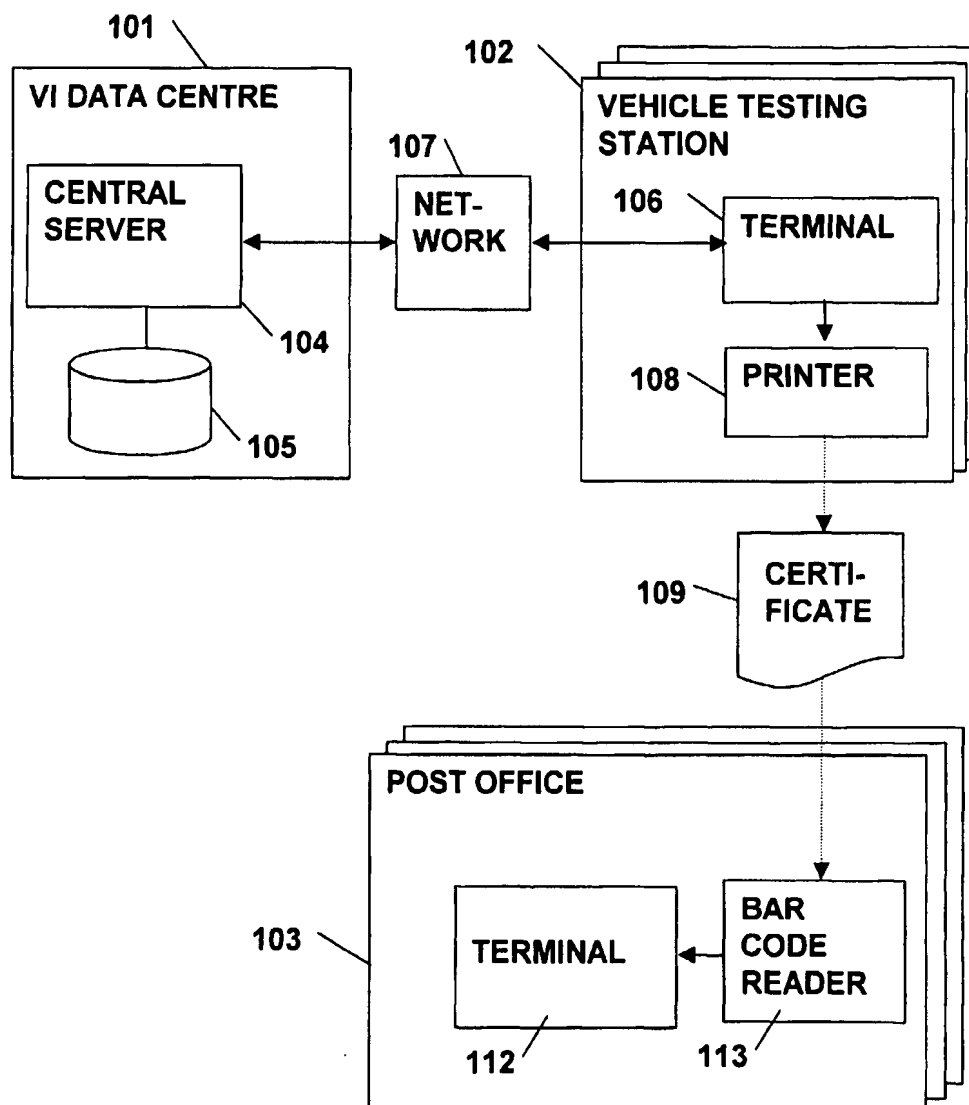 101
VI DATA CENTRE
CENTRAL
SERVER
104
105
107
NET-
WORK
102
VEHICLE TESTING
STATION
106
TERMINAL
108
PRINTER
109
CERTI-
FICATE
POST OFFICE
103
TERMINAL
112
BAR
CODE
READER
113